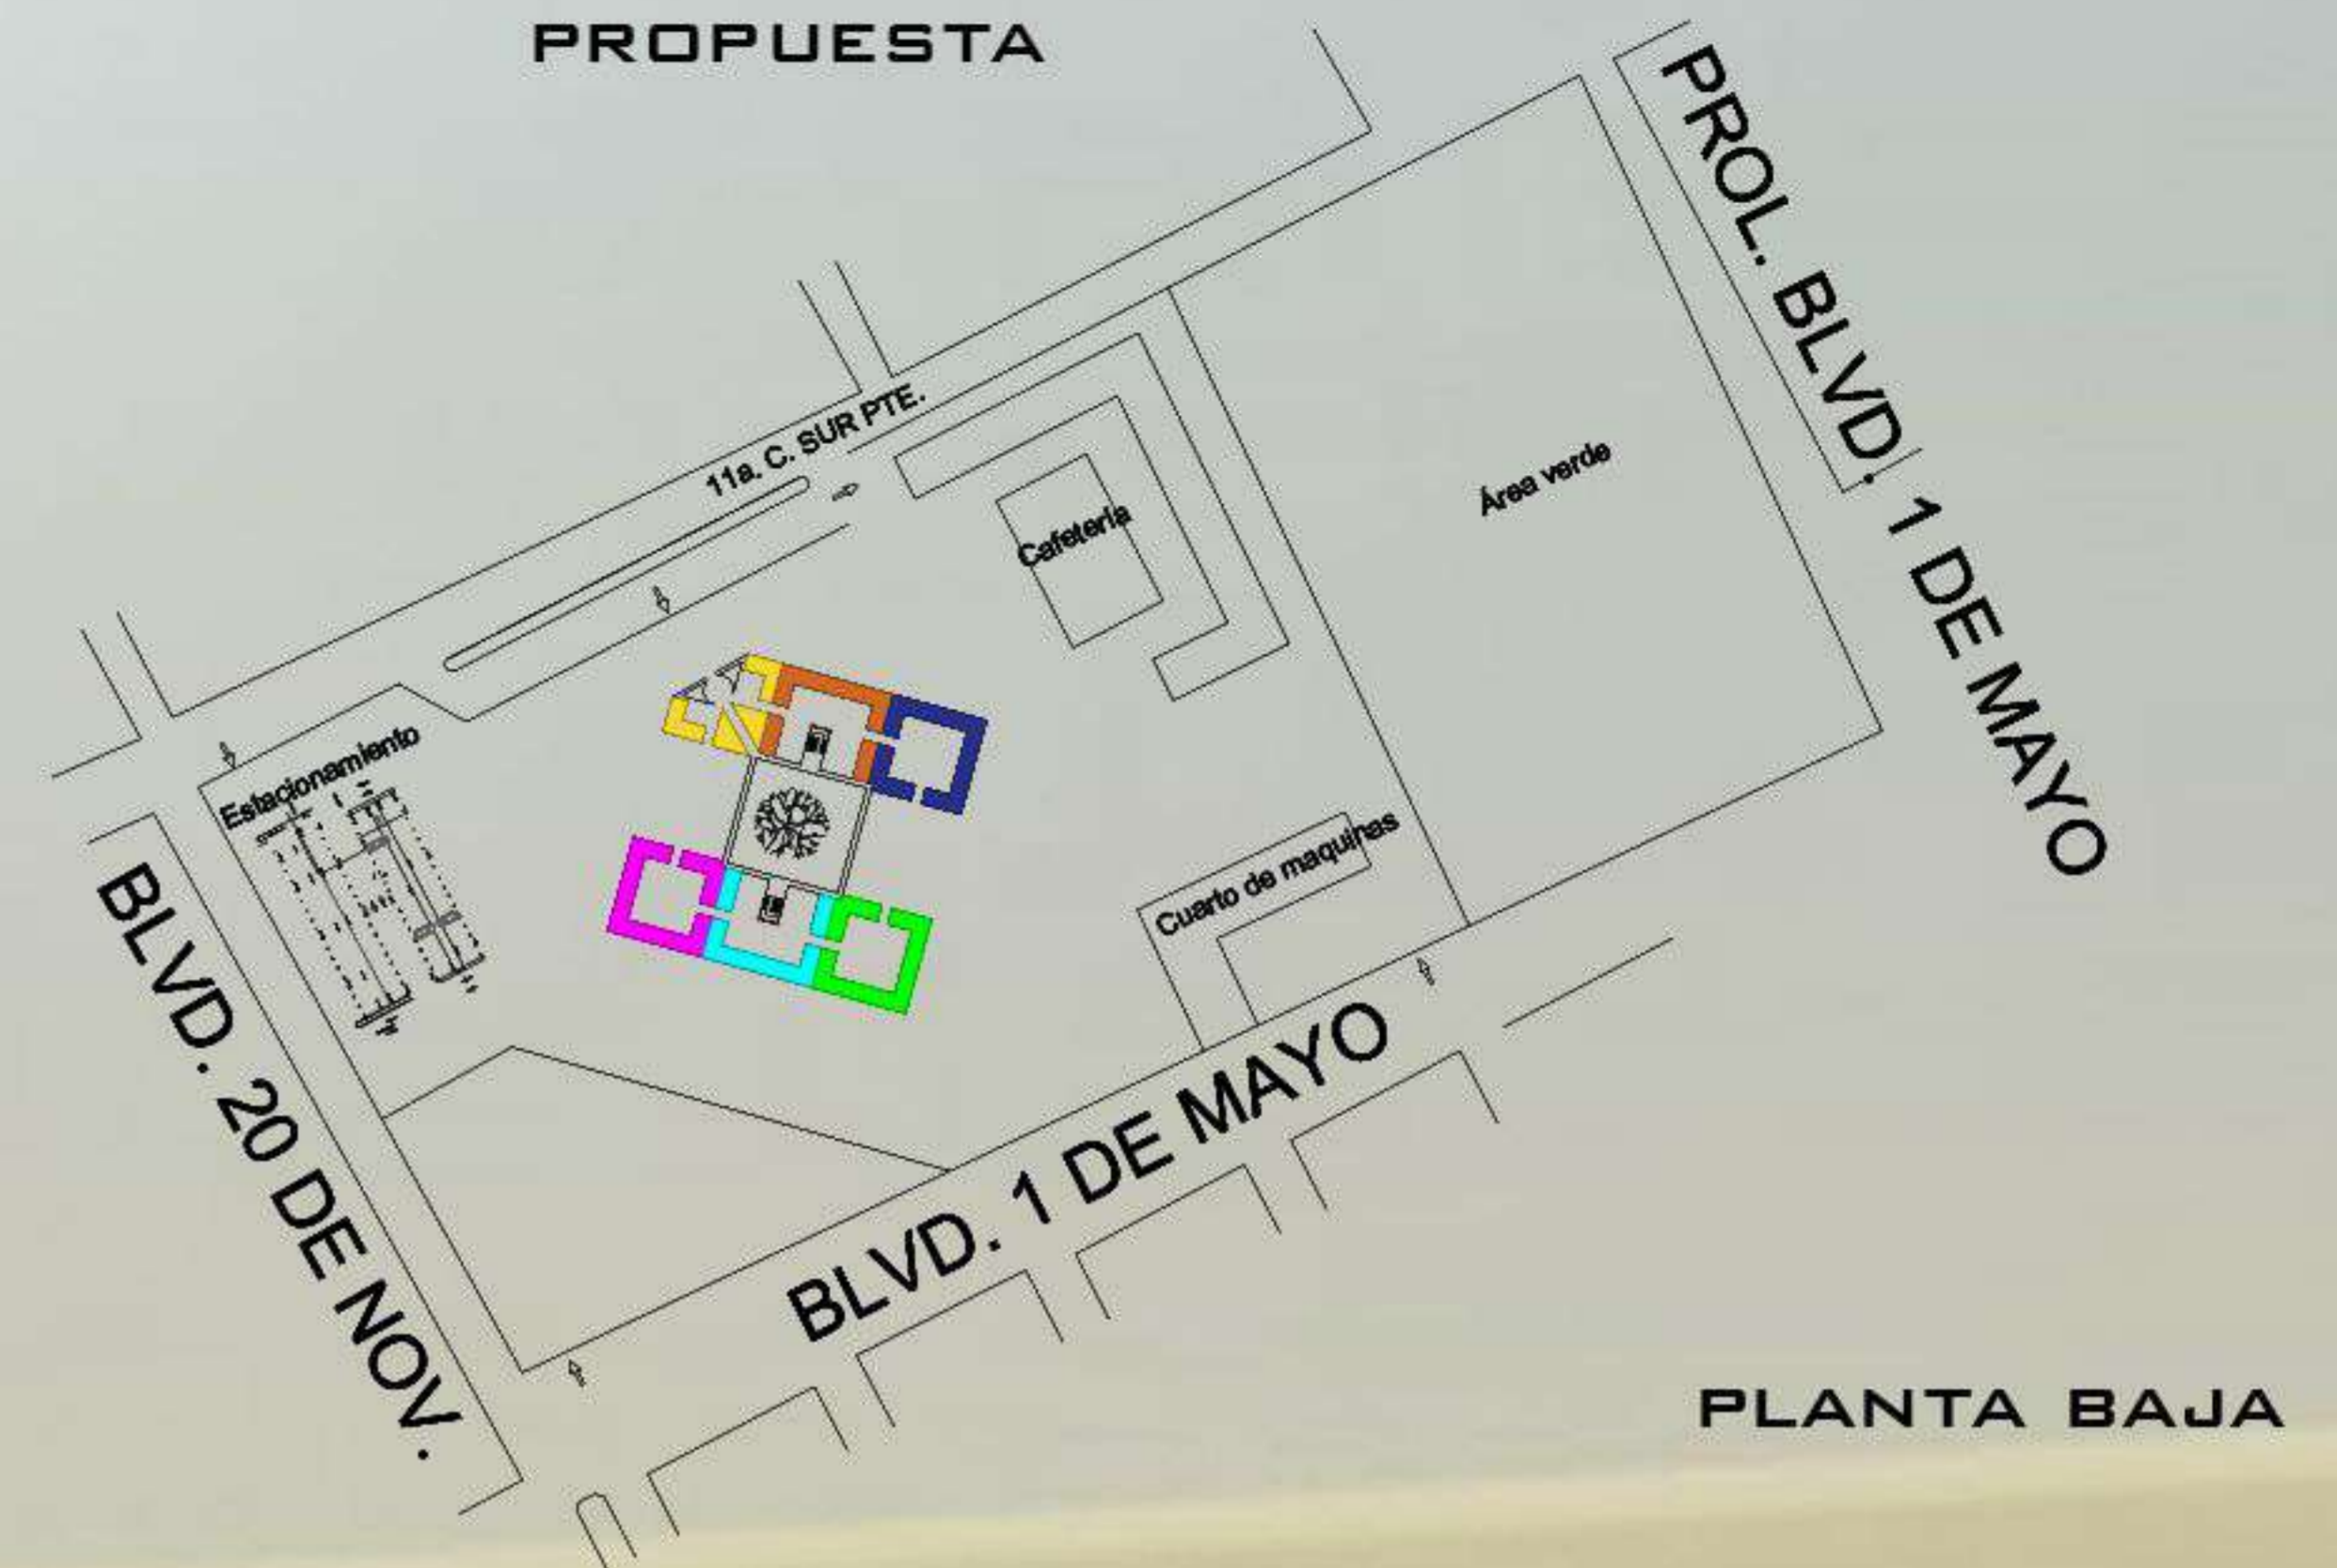 PROPUESTA
PROL. BLVD. 1 DE MAYO
11a. C. SUR PTE.
Área verde
Cafetería
Estacionamiento
Cuarto de maquinas
BLVD. 20 DE NOV.
BLVD. 1 DE MAYO
PLANTA BAJA